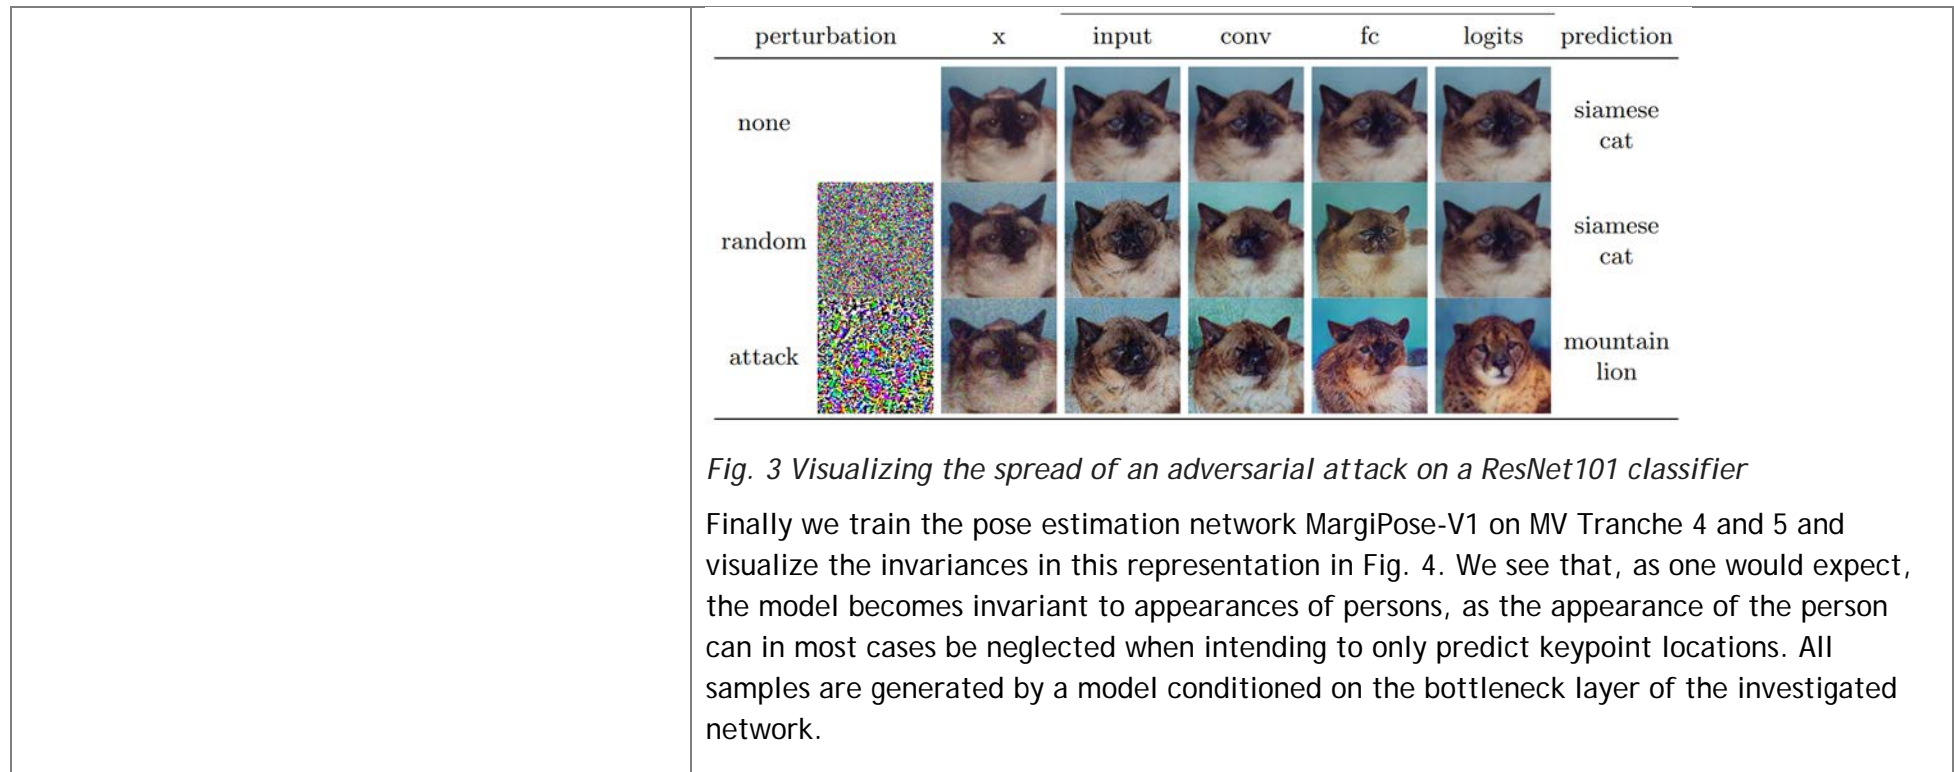 perturbation x input conv fc logits prediction
none siamese
cat
random siamese
cat
attack mountain
lion
Fig. 3 Visualizing the spread of an adversarial attack on a ResNet101 classifier
Finally we train the pose estimation network MargiPose-V1 on MV Tranche 4 and 5 and
visualize the invariances in this representation in Fig. 4. We see that, as one would expect,
the model becomes invariant to appearances of persons, as the appearance of the person
can in most cases be neglected when intending to only predict keypoint locations. All
samples are generated by a model conditioned on the bottleneck layer of the investigated
network.